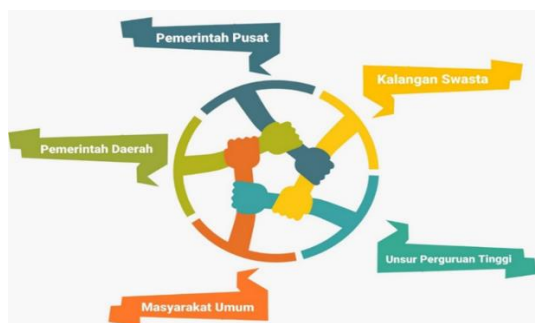 Pemerintah Pusat
Kalangan Swasta
Pemerintah Daerah
Unsur Perguruan Tinggi
Masyarakat Umum